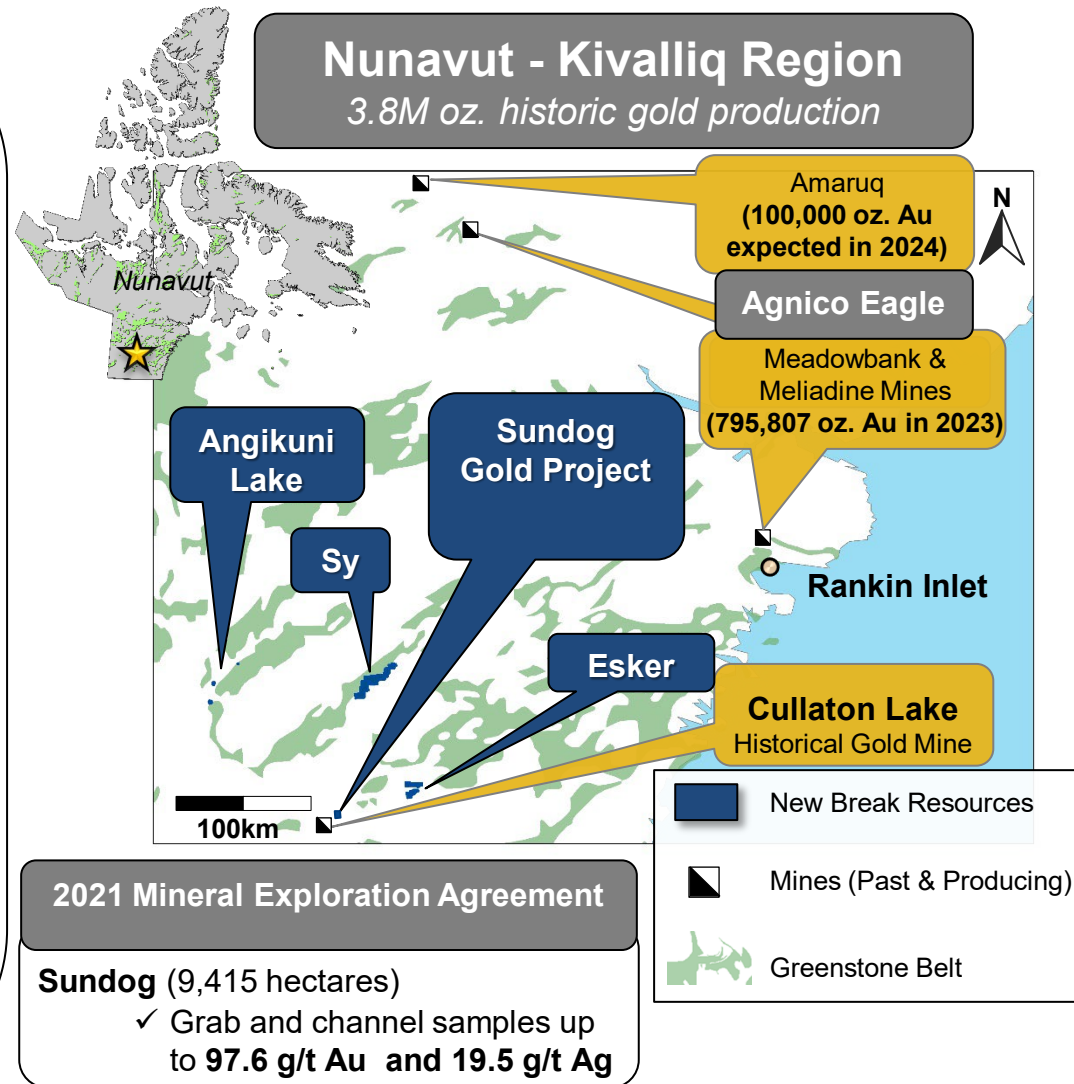 Nunavut - Kivalliq Region
3.8M oz. historic gold production
Nunavut
Amaruq
(100,000 oz. Au
expected in 2024)
N
Agnico Eagle
Meadowbank &
Meliadine Mines
(795,807 oz. Au in 2023)
Angikuni
Lake
Sundog
Gold Project
Sy
Rankin Inlet
Esker
Cullaton Lake
Historical Gold Mine
100km
New Break Resources
Mines (Past & Producing)
Greenstone Belt
2021 Mineral Exploration Agreement
Sundog (9,415 hectares)
✓ Grab and channel samples up
to 97.6 g/t Au and 19.5 g/t Ag